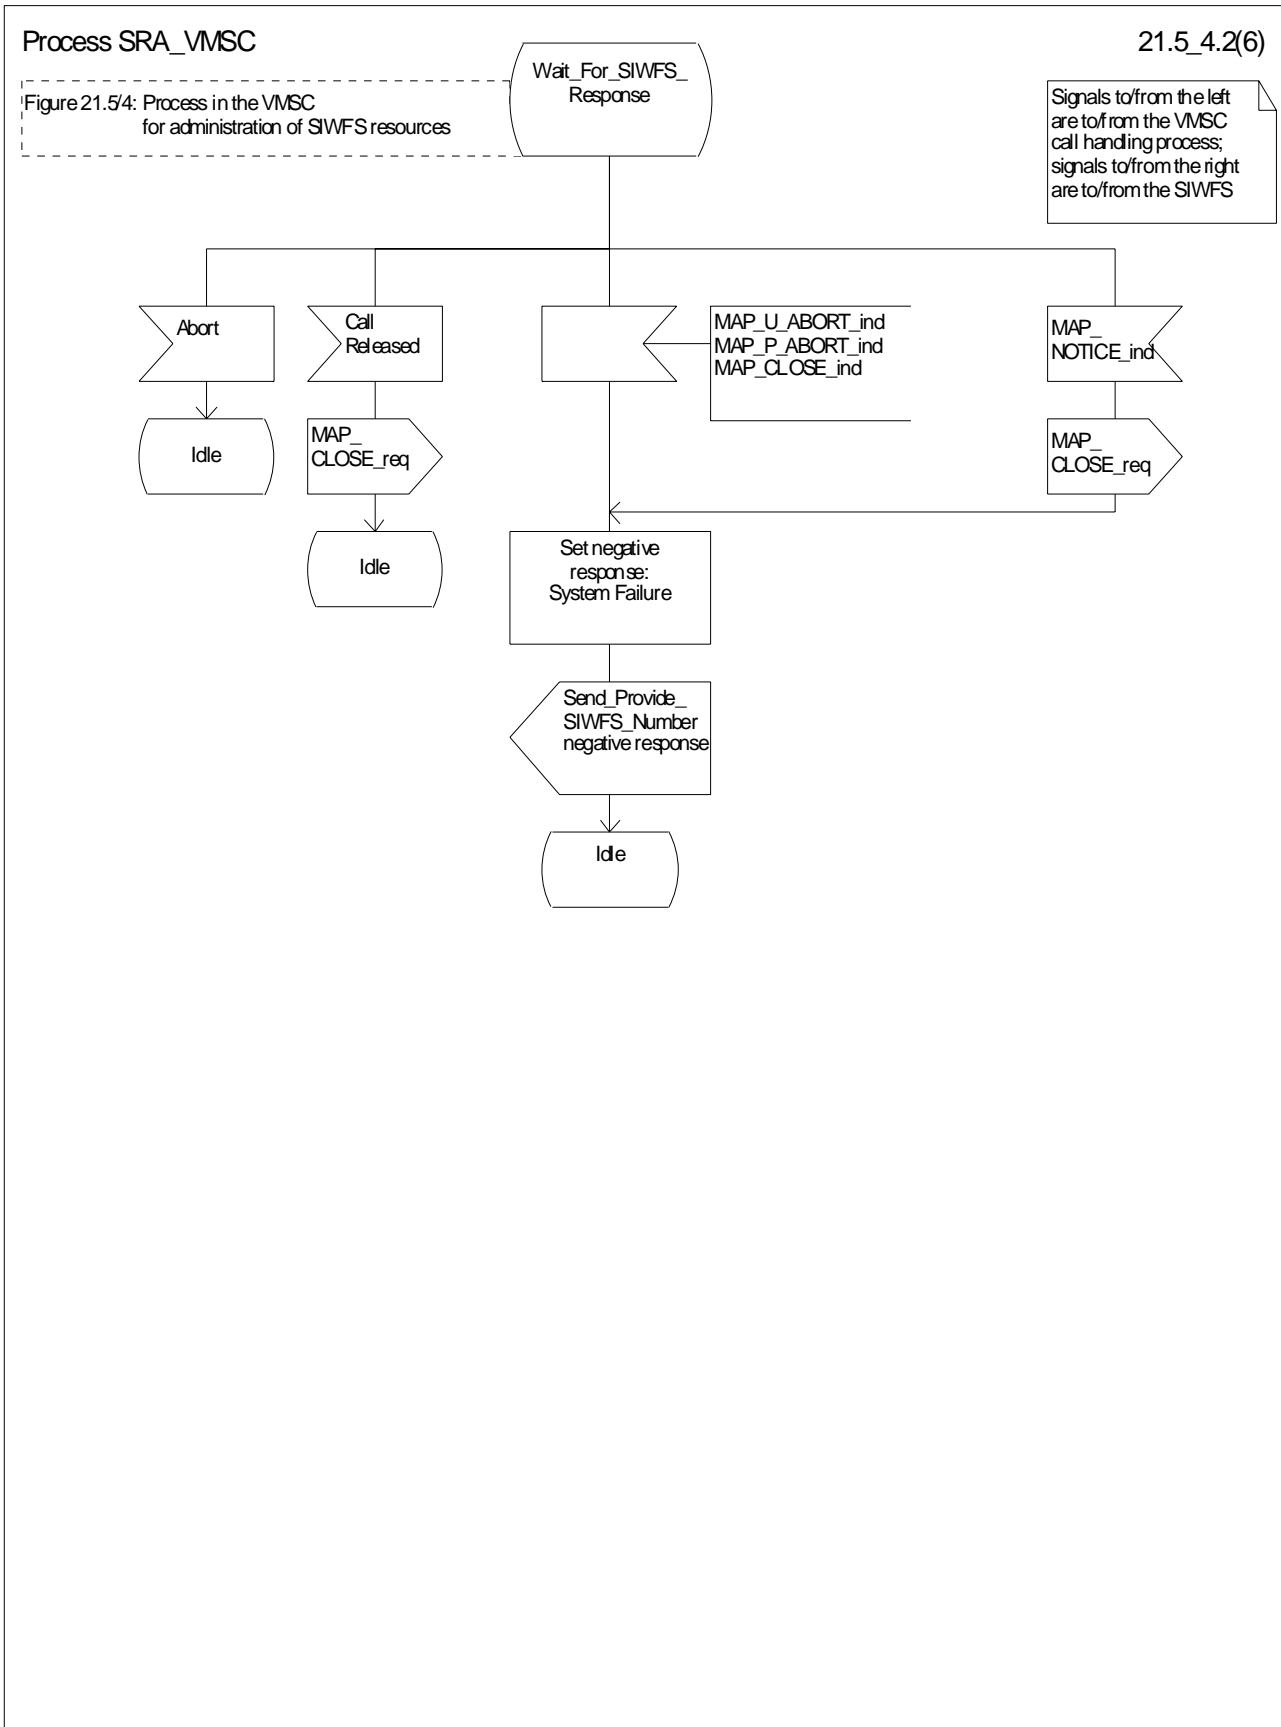 Process SRA_VMSC
21.5_4.2(6)
Figure 21.5/4: Process in the VMSC
for administration of SIWFS resources
Wait_For_SIWFS_
Response
Signals to/from the left
are to/from the VMSC
call handling process;
signals to/from the right
are to/from the SIWFS
Abort
Call
Released
MAP_U_ABORT_ind
MAP_P_ABORT_ind
MAP_CLOSE_ind
MAP_
NOTICE_ind
Idle
MAP_
CLOSE_req
MAP_
CLOSE_req
Idle
Set negative
response:
System Failure
Send_Provide_
SIWFS_Number
negative response
Idle